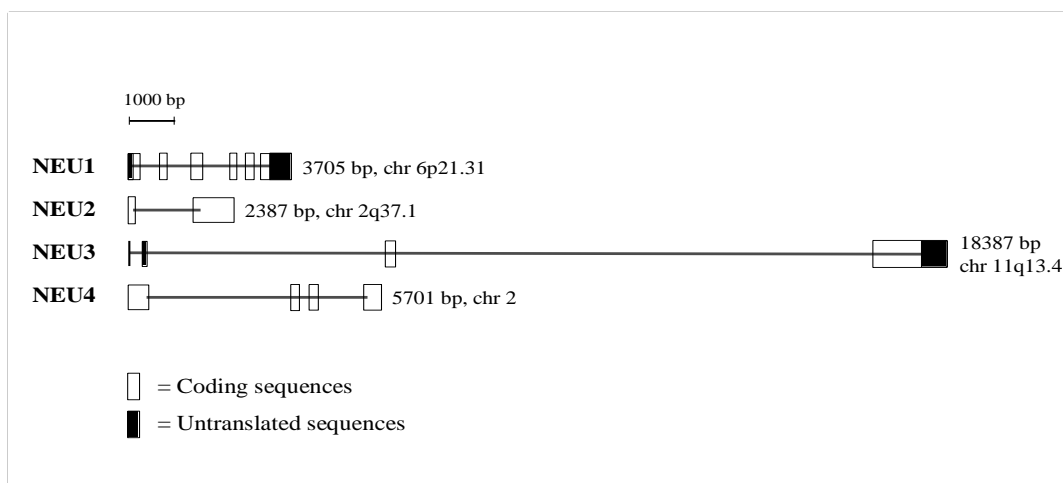 1000 bp
NEU1 3705 bp, chr 6p21.31
NEU2 2387 bp, chr 2q37.1
NEU3 18387 bp
chr 11q13.4
NEU4 5701 bp, chr 2
= Coding sequences
= Untranslated sequences